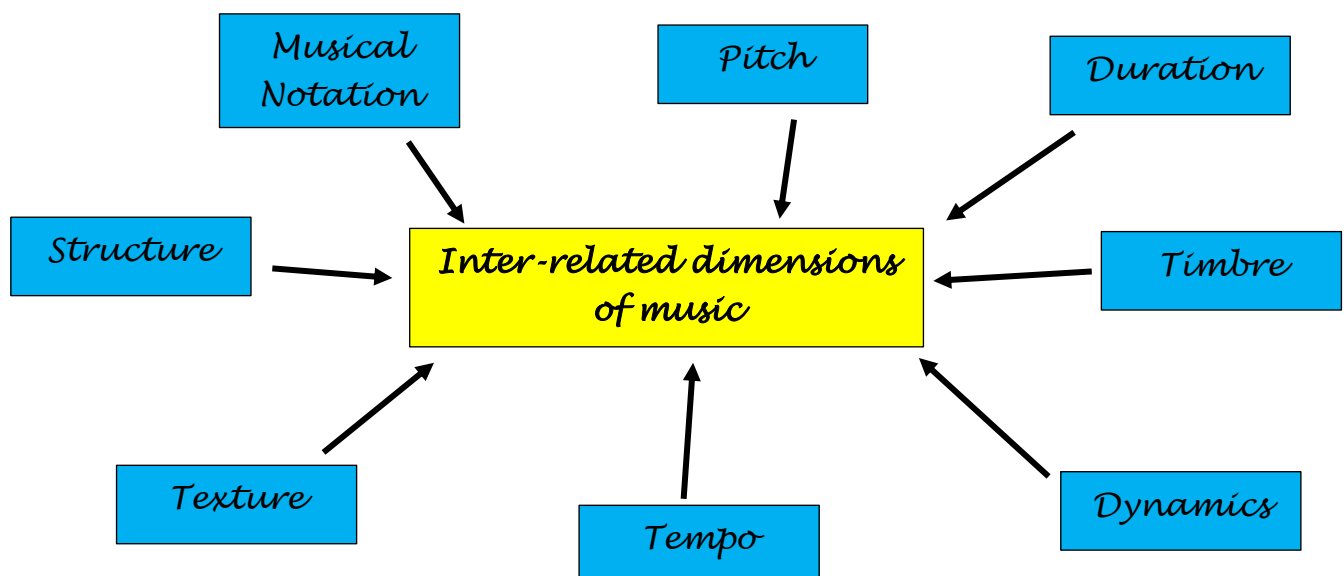 Musical
Notation
Pitch
Duration
Structure
Inter-related dimensions
of music
Timbre
Texture
Tempo
Dynamics